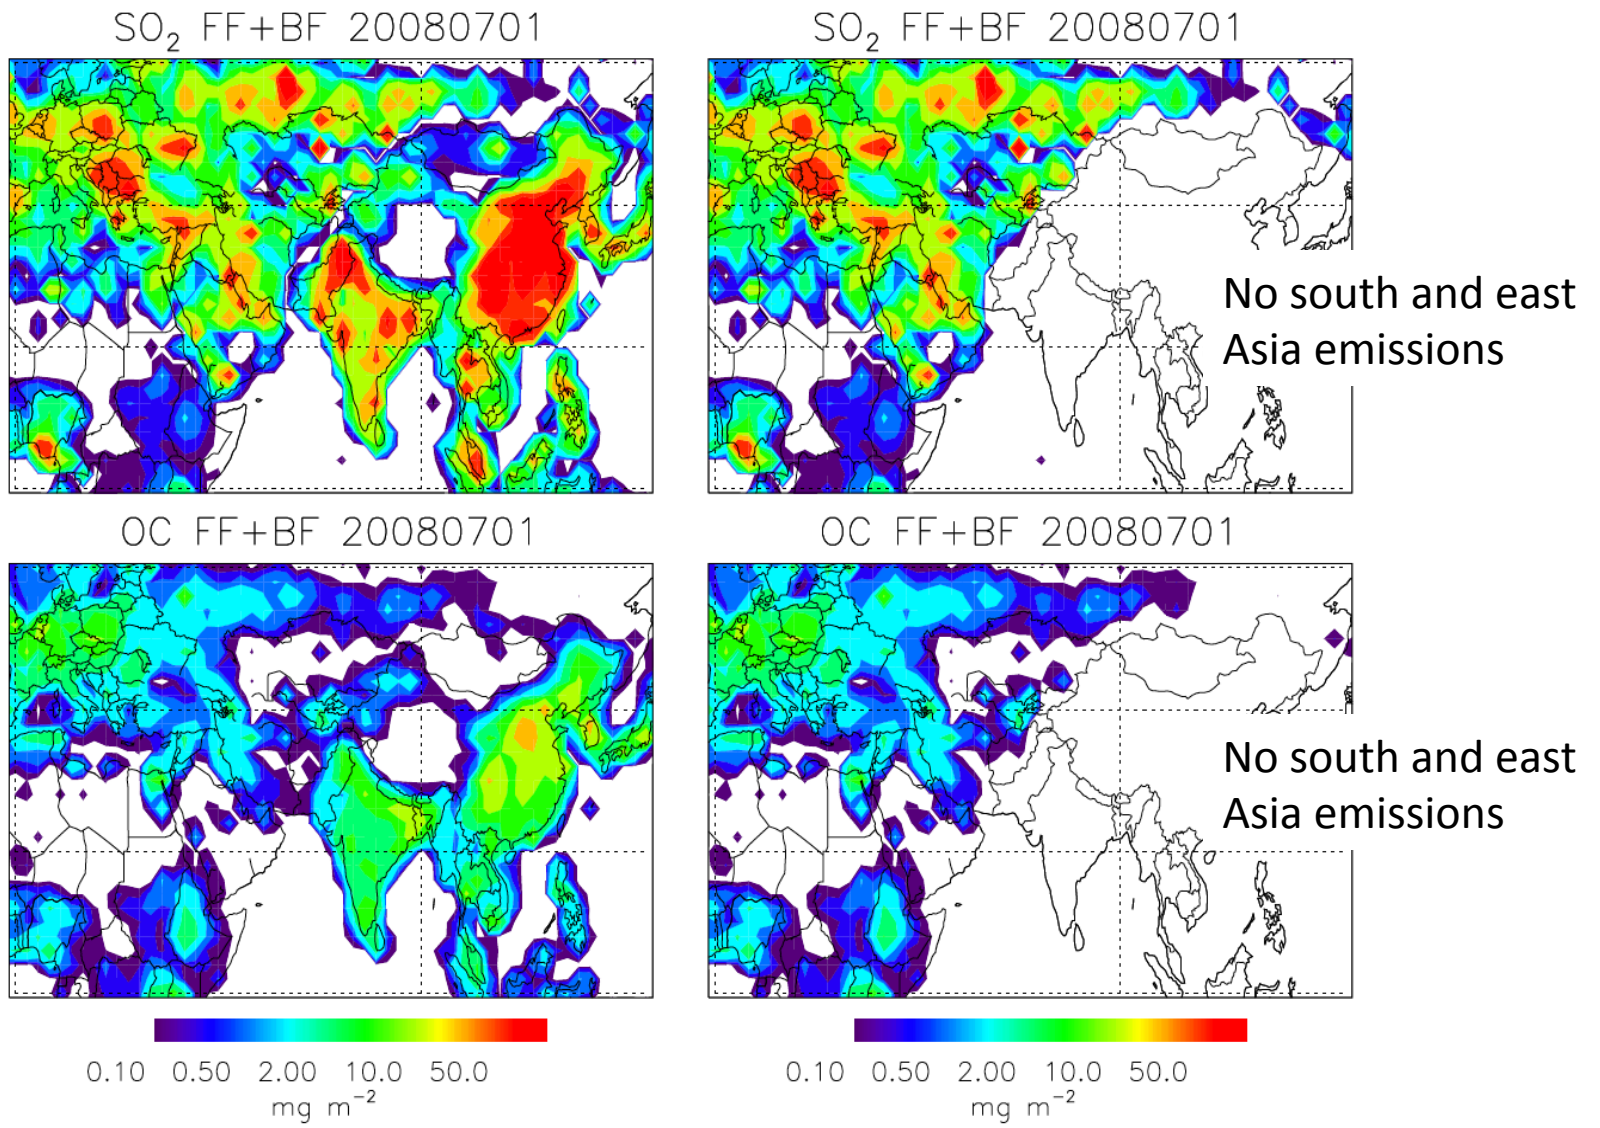 SO₂ FF+BF 20080701
SO₂ FF+BF 20080701
No south and east
Asia emissions
OC FF+BF 20080701
OC FF+BF 20080701
No south and east
Asia emissions
0.10 0.50 2.00 10.0 50.0
mg m⁻²
0.10 0.50 2.00 10.0 50.0
mg m⁻²